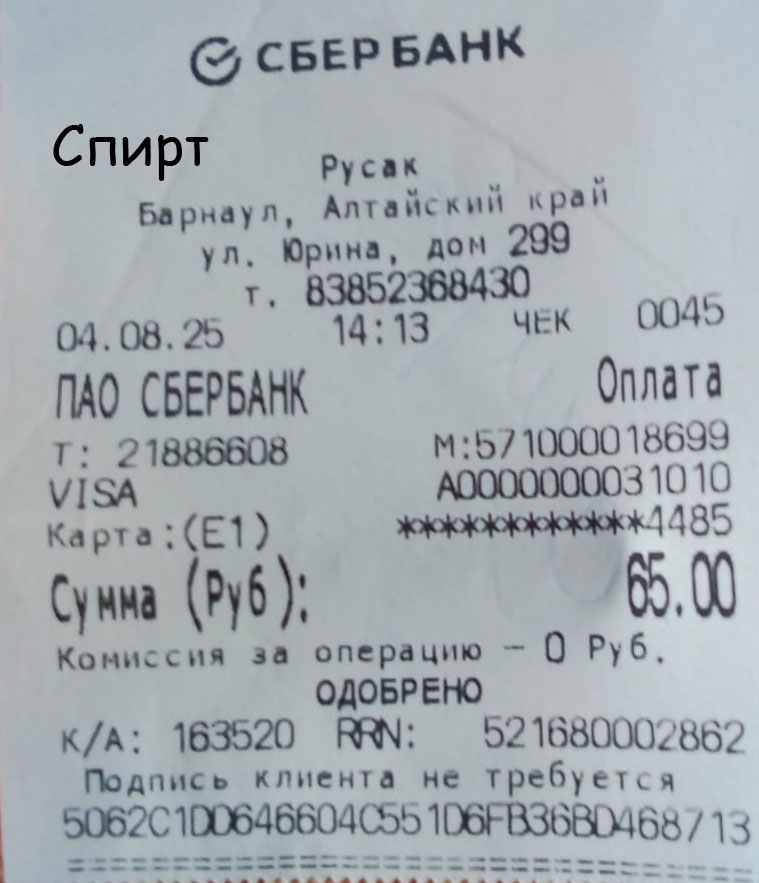 СБЕР БАНК
Спирт
Русак
Барнаул, Алтайский край
ул. Юрина, дом 299
т. 83852368430
04.08.25 14:13 ЧЕК 0045
ПАО СБЕРБАНК Оплата
Т: 21886608 М:571000018699
VISA A0000000031010
Карта:(E1) ************4485
Сумма (Руб): 65.00
Комиссия за операцию – 0 Руб.
ОДОБРЕНО
К/А: 163520 RRN: 521680002862
Подпись клиента не требуется
5062C1DD646604C551D6FB36BD468713